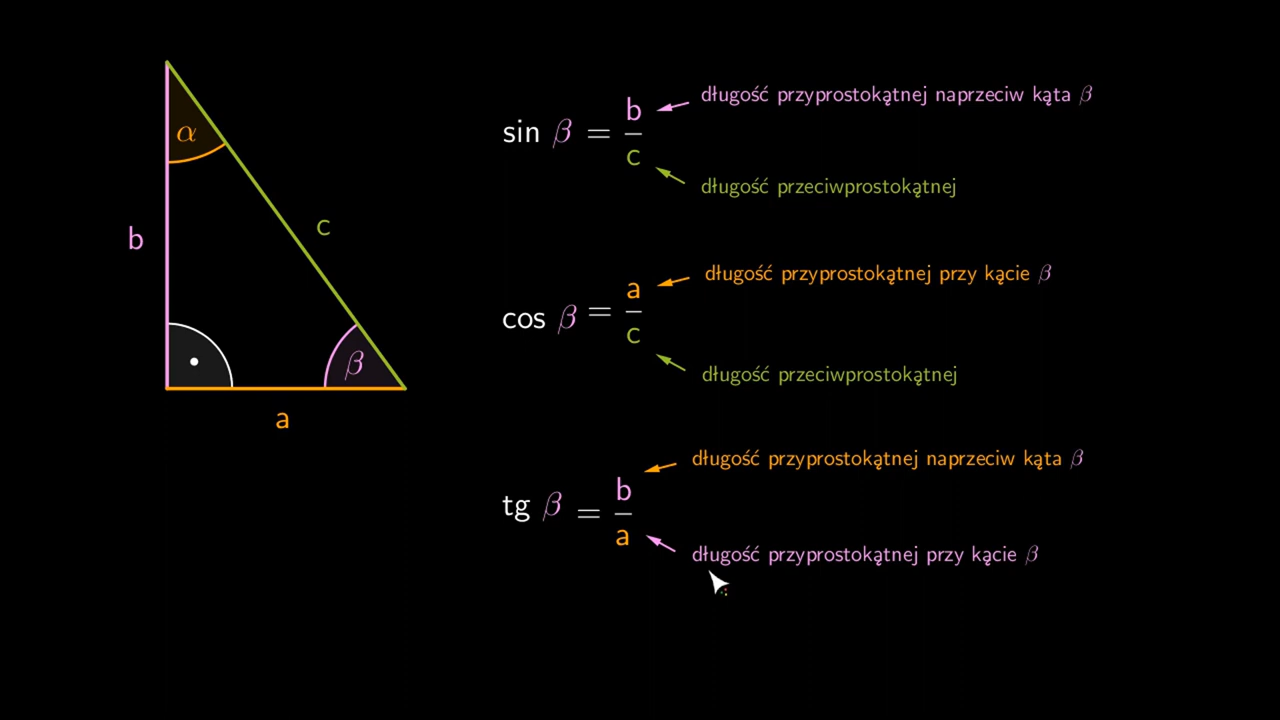 α
b
c
β
a
sin β = b/c
długość przyprostokątnej naprzeciw kąta β
długość przeciwprostokątnej
cos β = a/c
długość przyprostokątnej przy kącie β
długość przeciwprostokątnej
tg β = b/a
długość przyprostokątnej naprzeciw kąta β
długość przyprostokątnej przy kącie β